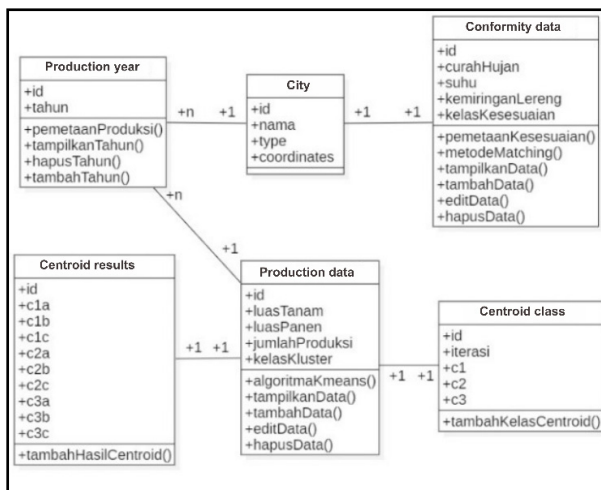 Production year
+id
+tahun
+pemetaanProduksi()
+tampilkanTahun()
+hapusTahun()
+tambahTahun()
+n
+1
City
+id
+nama
+type
+coordinates
+1
+1
Conformity data
+id
+curahHujan
+suhu
+kemiringanLereng
+kelasKesesuaian
+pemetaanKesesuaian()
+metodeMatching()
+tampilkanData()
+tambahData()
+editData()
+hapusData()
+n
+1
Centroid results
+id
+c1a
+c1b
+c1c
+c2a
+c2b
+c2c
+c3a
+c3b
+c3c
+tambahHasilCentroid()
+1
+1
Production data
+id
+luasTanam
+luasPanen
+jumlahProduksi
+kelasKluster
+algoritmaKmeans()
+tampilkanData()
+tambahData()
+editData()
+hapusData()
+1
+1
Centroid class
+id
+iterasi
+c1
+c2
+c3
+tambahKelasCentroid()